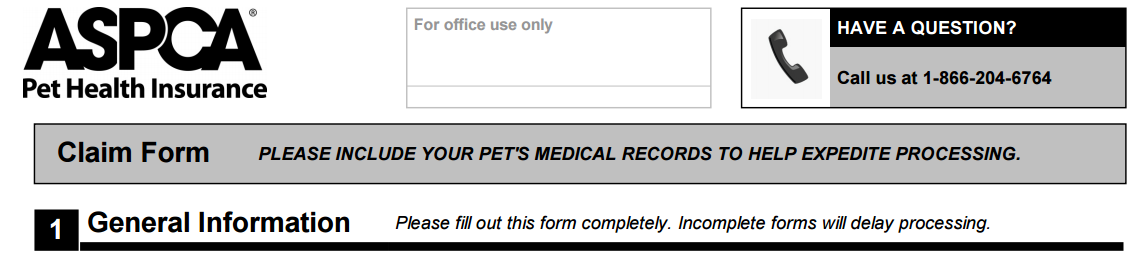 ASPCA®
Pet Health Insurance
For office use only
HAVE A QUESTION?
Call us at 1-866-204-6764
Claim Form PLEASE INCLUDE YOUR PET'S MEDICAL RECORDS TO HELP EXPEDITE PROCESSING.
1 General Information Please fill out this form completely. Incomplete forms will delay processing.